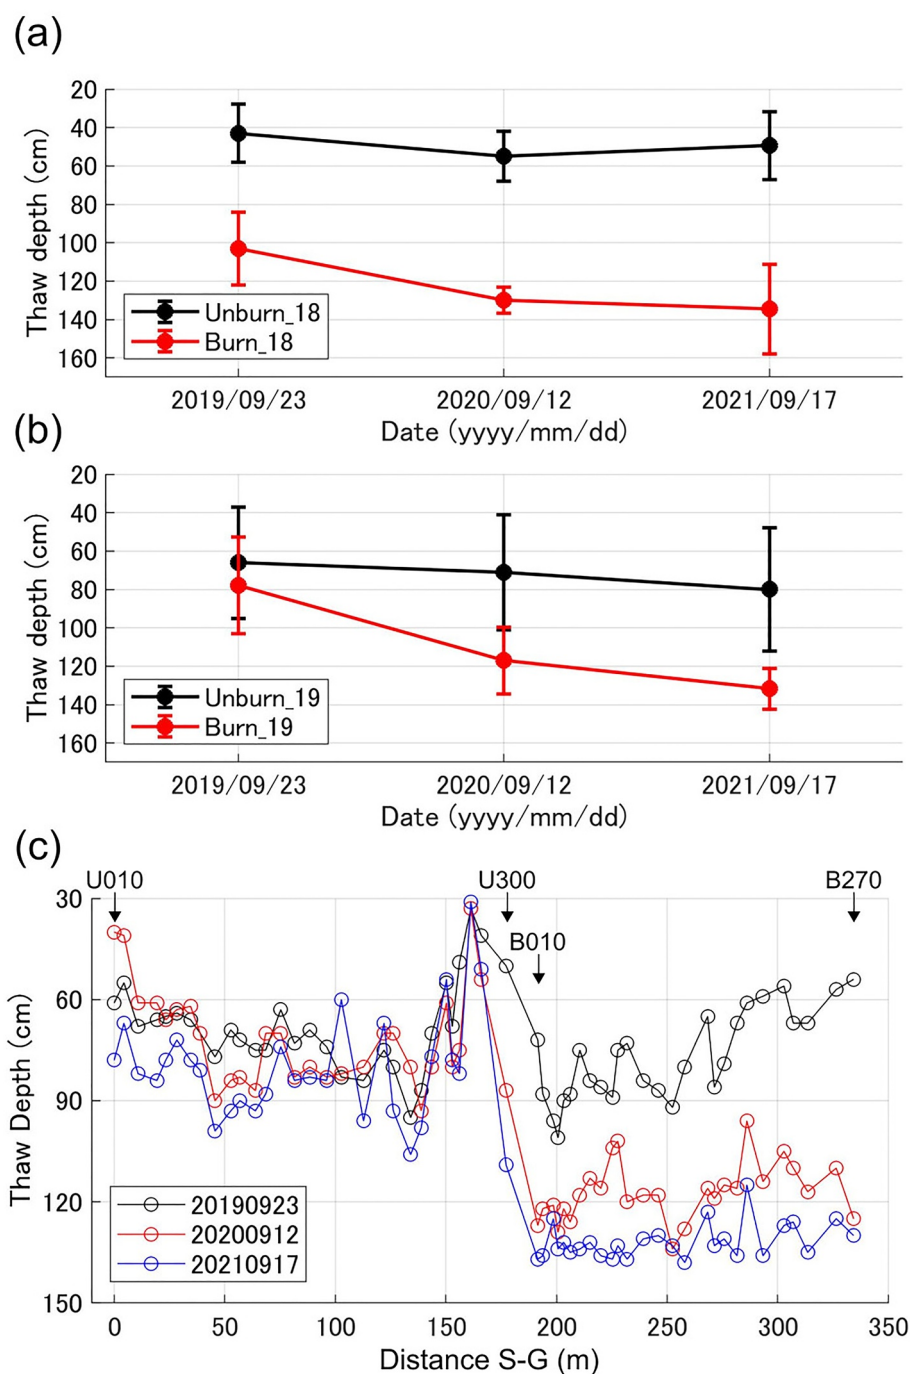 (a)
20
40
60
80
100
120
140
160
Thaw depth (cm)
Unburn_18
Burn_18
2019/09/23 2020/09/12 2021/09/17
Date (yyyy/mm/dd)
(b)
20
40
60
80
100
120
140
160
Thaw depth (cm)
Unburn_19
Burn_19
2019/09/23 2020/09/12 2021/09/17
Date (yyyy/mm/dd)
(c)
U010 U300 B270
B010
30
60
90
120
150
Thaw Depth (cm)
20190923
20200912
20210917
0 50 100 150 200 250 300 350
Distance S-G (m)